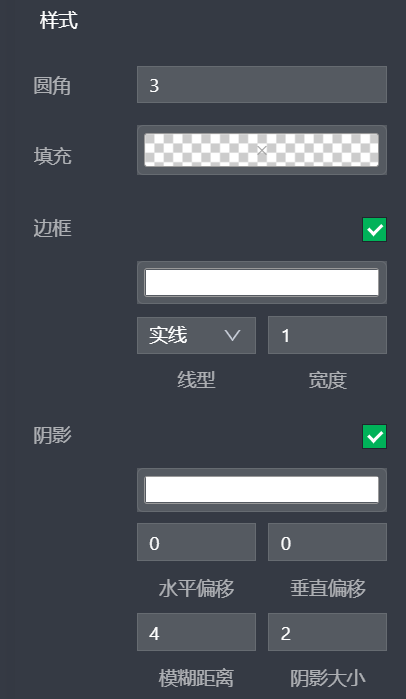 样式
圆角 3
填充
边框
实线 1
线型 宽度
阴影
0 0
水平偏移 垂直偏移
4 2
模糊距离 阴影大小